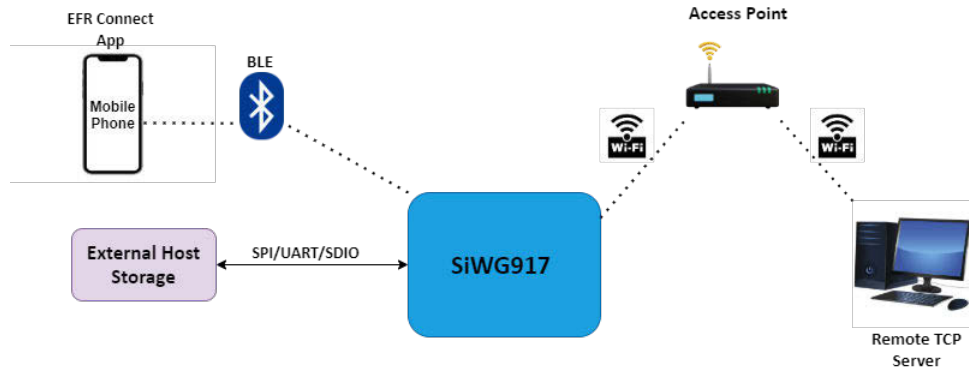 EFR Connect
App
Mobile
Phone
BLE
Access Point
Wi-Fi
Wi-Fi
External Host
Storage
SPI/UART/SDIO
SiWG917
Remote TCP
Server